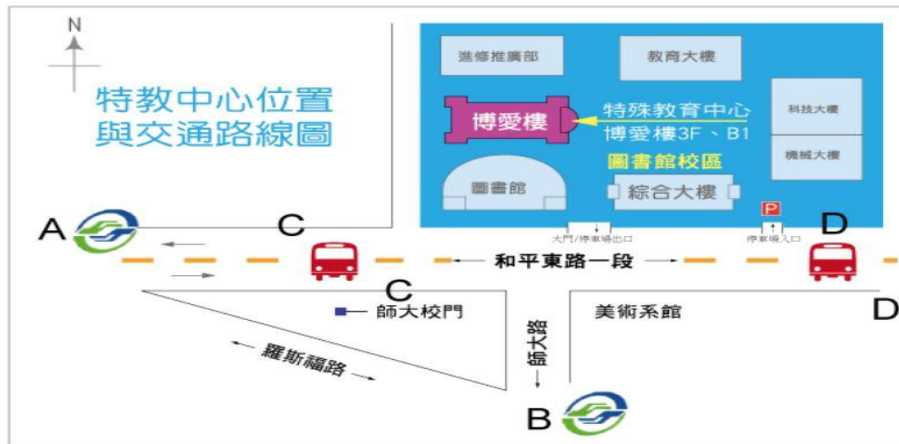 N
進修推廣部
教育大樓
特教中心位置
與交通路線圖
博愛樓
特殊教育中心
博愛樓3F、B1
科技大樓
機械大樓
圖書館校區
圖書館
綜合大樓
P
A
C
D
大門/停車場出口
停車場入口
和平東路一段
C
D
師大校門
美術系館
羅斯福路
師大路
B